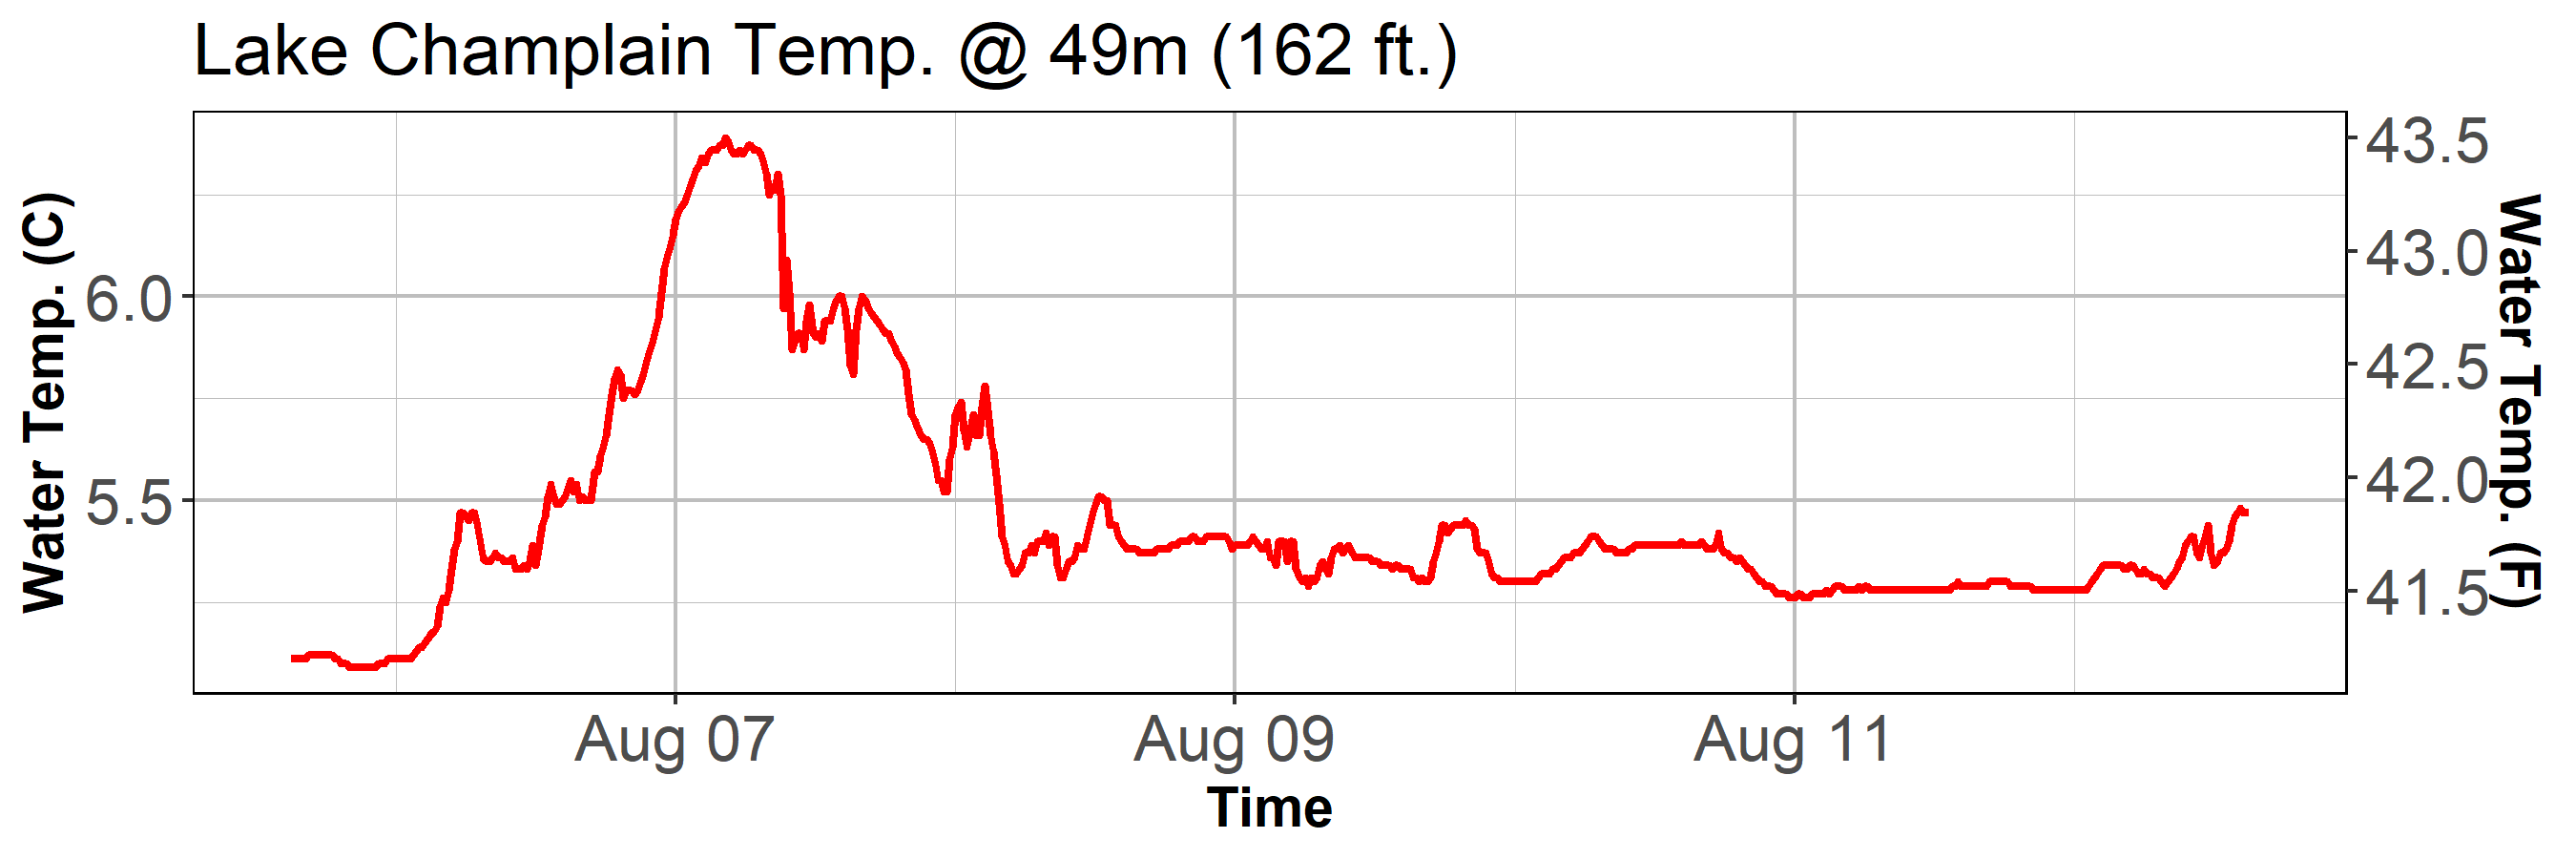 Lake Champlain Temp. @ 49m (162 ft.)
Water Temp. (C)
6.0
5.5
43.5
43.0
42.5
42.0
41.5
Water Temp. (F)
Aug 07
Aug 09
Aug 11
Time